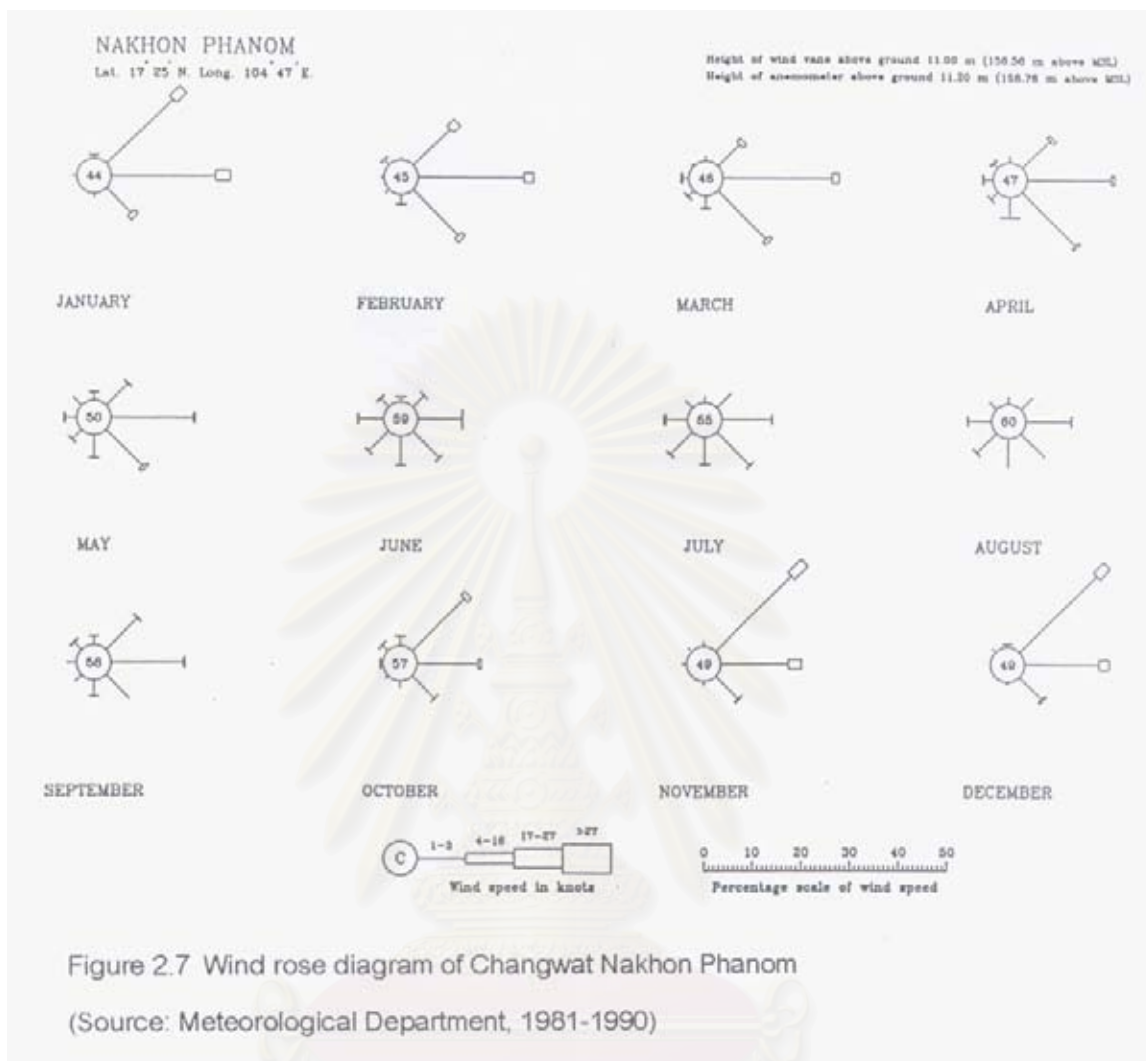 NAKHON PHANOM
Lat. 17°25' N. Long. 104°47' E.
Height of wind vane above ground 11.00 m (156.56 m above MSL)
Height of anemometer above ground 11.20 m (156.76 m above MSL)
44
45
46
47
JANUARY
FEBRUARY
MARCH
APRIL
50
59
55
60
MAY
JUNE
JULY
AUGUST
56
57
49
49
SEPTEMBER
OCTOBER
NOVEMBER
DECEMBER
C 1-3 4-16 17-27 >27
Wind speed in knots
0 10 20 30 40 50
Percentage scale of wind speed
Figure 2.7 Wind rose diagram of Changwat Nakhon Phanom
(Source: Meteorological Department, 1981-1990)